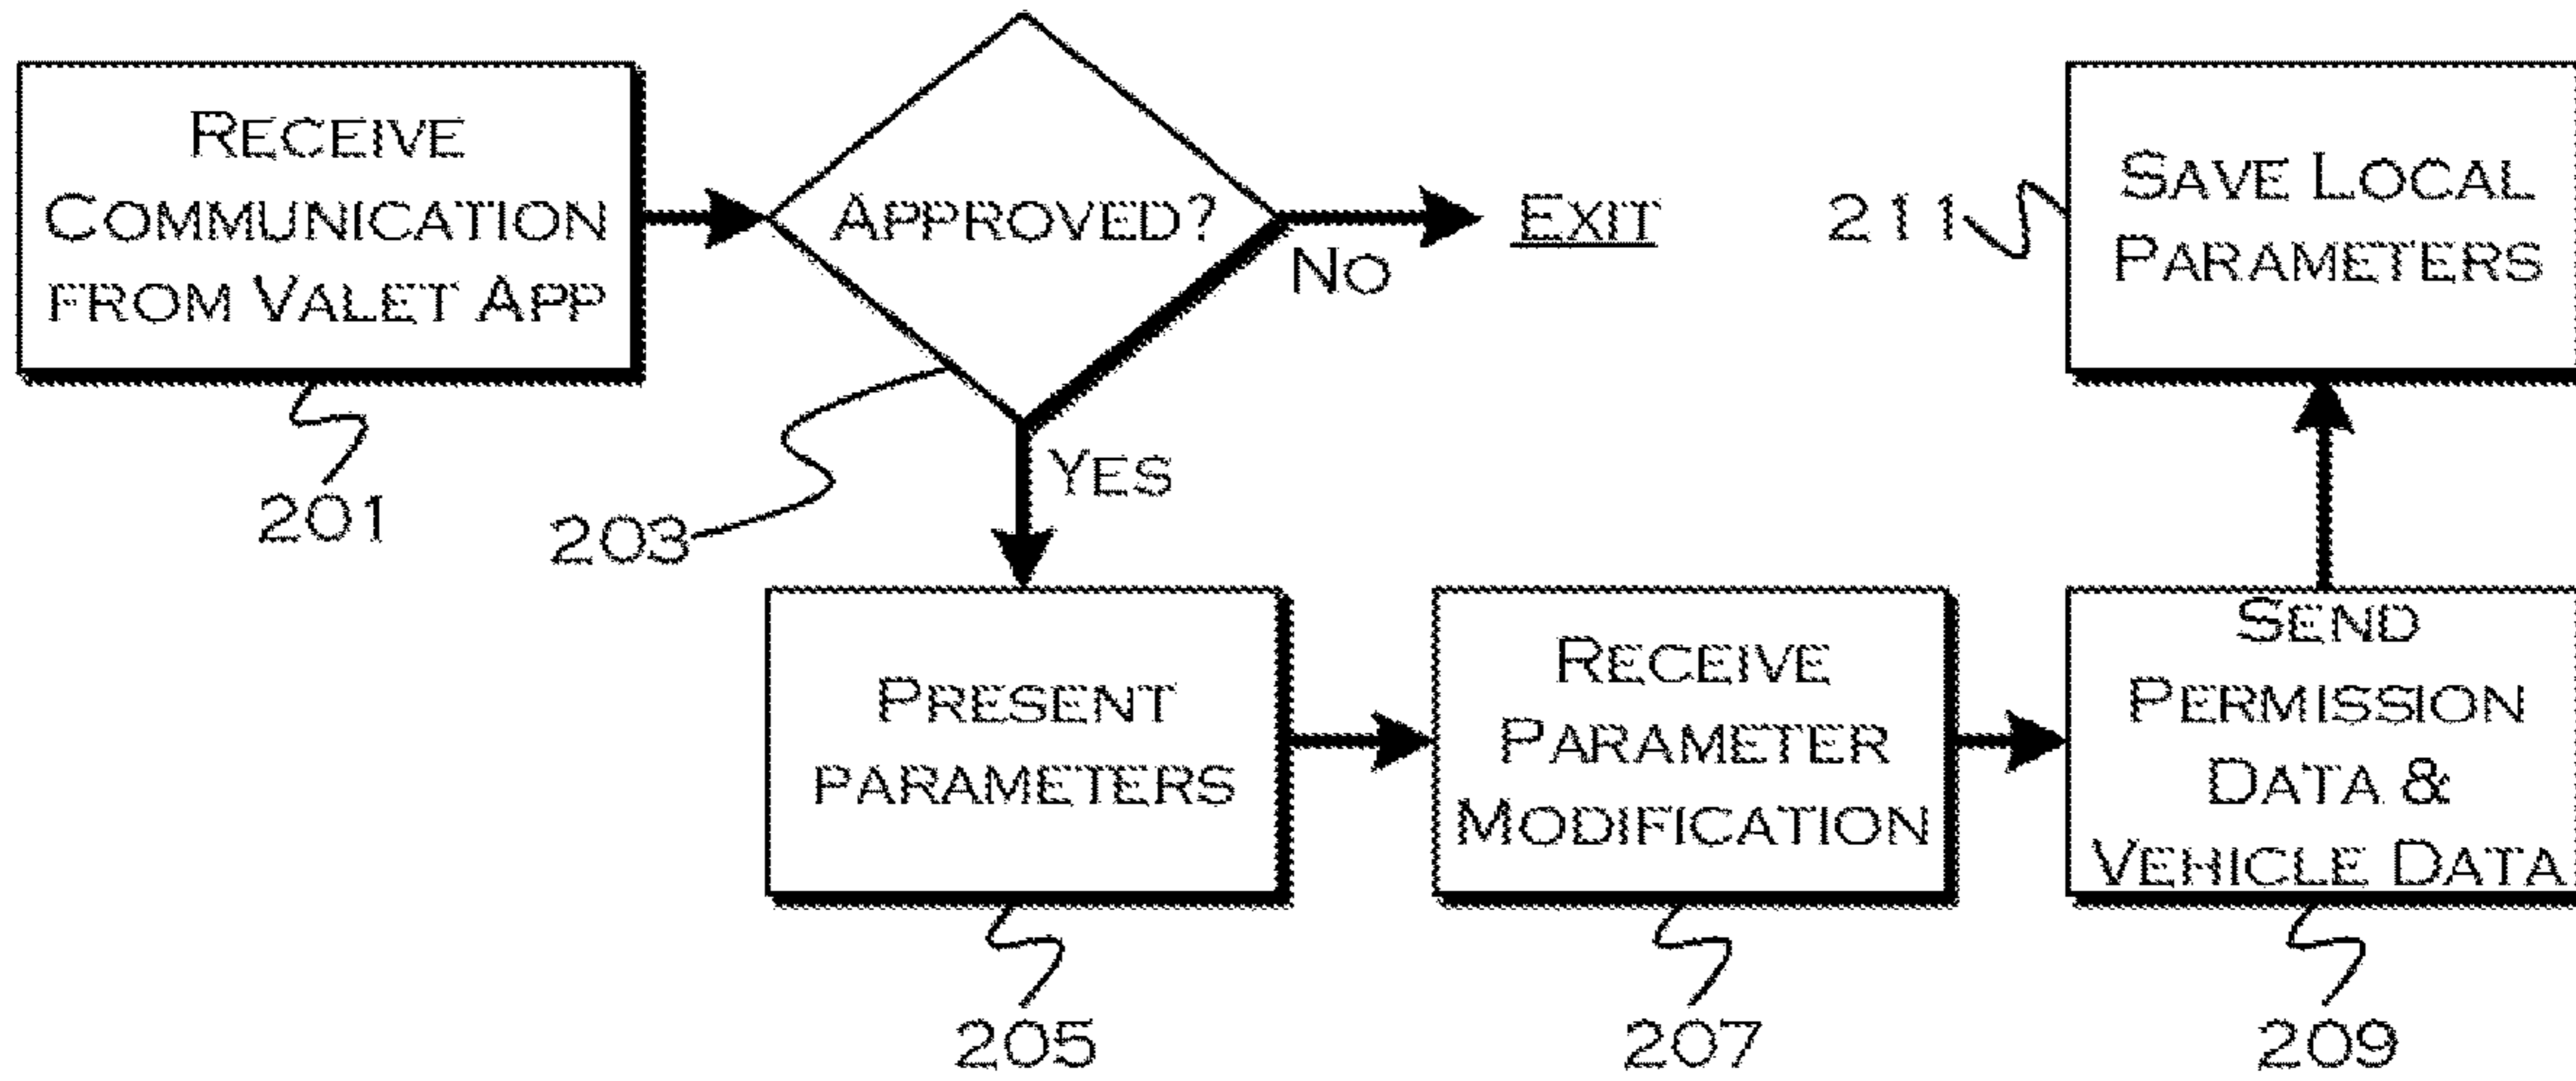 RECEIVE
COMMUNICATION
FROM VALET APP
201
APPROVED?
203
NO
EXIT
YES
PRESENT
PARAMETERS
205
RECEIVE
PARAMETER
MODIFICATION
207
SEND
PERMISSION
DATA &
VEHICLE DATA
209
SAVE LOCAL
PARAMETERS
211